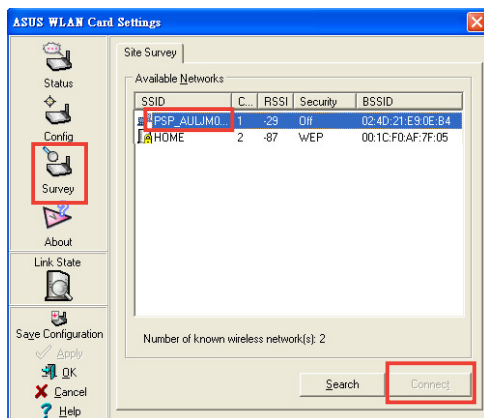 ASUS WLAN Card Settings
Status
Config
Survey
About
Link State
Save Configuration
Apply
OK
Cancel
Help
Site Survey
Available Networks
SSID C... RSSI Security BSSID
PSP_AULJM0... 1 -29 Off 02:4D:21:E9:0E:B4
HOME 2 -87 WEP 00:1C:F0:AF:7F:05
Number of known wireless network(s): 2
Search Connect